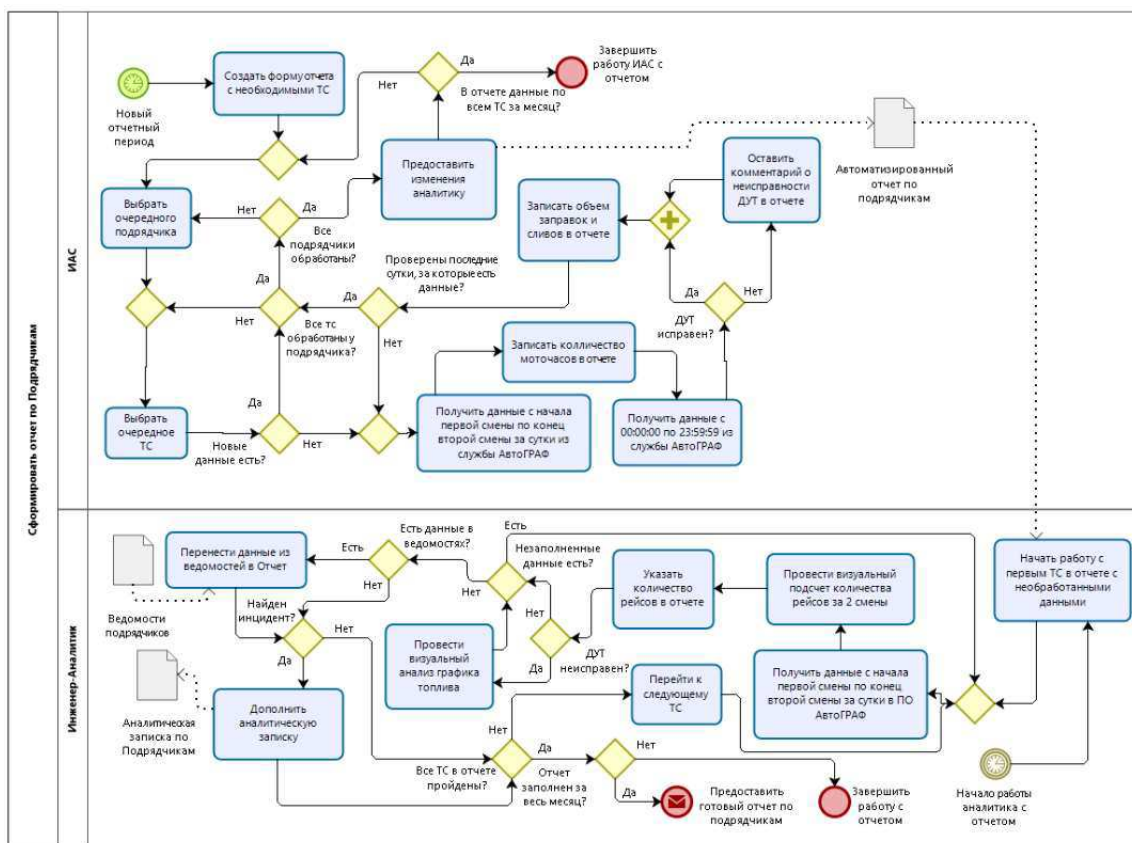 Сформировать отчет по Подрядчикам
ИАС
Новый
отчетный
период
Создать форму отчета
с необходимыми ТС
Нет
Да
В отчете данные по
всем ТС за месяц?
Завершить
работу ИАС с
отчетом
Автоматизированный
отчет по
подрядчикам
Предоставить
изменения
аналитику
Выбрать
очередного
подрядчика
Нет
Да
Все
подрядчики
обработаны?
Записать объем
заправок и
сливов в отчете
Оставить
комментарий о
неисправности
ДУТ в отчете
Да
Нет
ДУТ
исправен?
Проверены последние
сутки, за которые есть
данные?
Да
Нет
Да
Нет
Все тс
обработаны у
подрядчика?
Записать колличество
моточасов в отчете
Выбрать
очередное
ТС
Да
Новые
данные есть?
Нет
Получить данные с начала
первой смены по конец
второй смены за сутки из
службы АвтоГРАФ
Получить данные с
00:00:00 по 23:59:59 из
службы АвтоГРАФ
Инженер-Аналитик
Ведомости
подрядчиков
Перенести данные из
ведомостей в Отчет
Есть данные в
ведомостях?
Есть
Нет
Нет
Есть
Незаполненные
данные есть?
Нет
Да
ДУТ
неисправен?
Указать
количество
рейсов в отчете
Провести визуальный
подсчет количества
рейсов за 2 смены
Начать работу с
первым ТС в отчете с
необработанными
данными
Найден
инцидент?
Нет
Да
Провести
визуальный
анализ графика
топлива
Перейти к
следующему
ТС
Получить данные с начала
первой смены по конец
второй смены за сутки в ПО
АвтоГРАФ
Аналитическая
записка по
Подрядчикам
Дополнить
аналитическую
записку
Нет
Да
Все ТС в отчете
пройдены?
Отчет
заполнен за
весь месяц?
Нет
Да
Предоставить
готовый отчет по
подрядчикам
Завершить
работу с
отчетом
Начало работы
аналитика с
отчетом